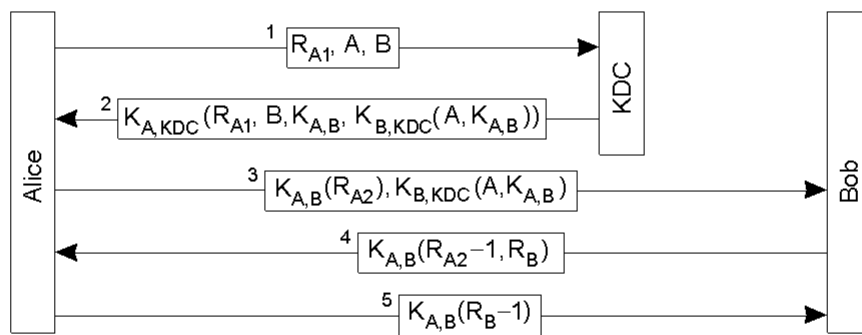 Alice
KDC
Bob
1
R_A1, A, B
2
K_A,KDC(R_A1, B,K_A,B, K_B,KDC(A,K_A,B))
3
K_A,B(R_A2),K_B,KDC(A,K_A,B)
4
K_A,B(R_A2−1,R_B)
5
K_A,B(R_B−1)